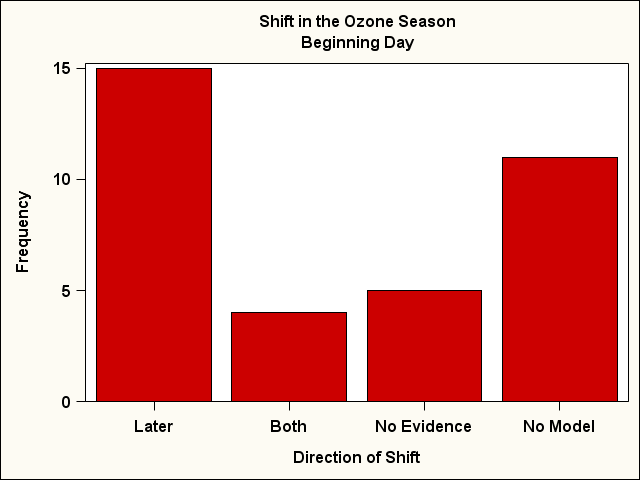 Shift in the Ozone Season
Beginning Day
15
10
5
0
Frequency
Later
Both
No Evidence
No Model
Direction of Shift